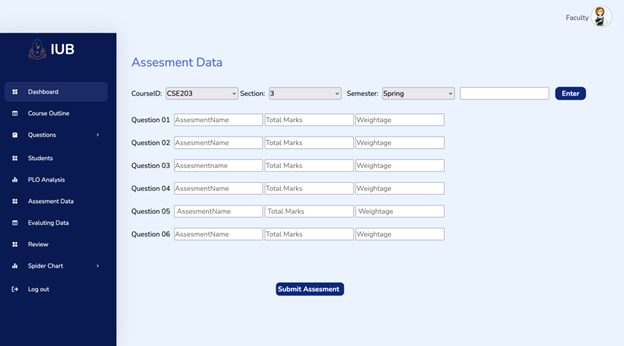 Faculty
IUB
Dashboard
Course Outline
Questions
Students
PLO Analysis
Assesment Data
Evaluting Data
Review
Spider Chart
Log out
Assesment Data
CourseID: CSE203 Section: 3 Semester: Spring Enter
Question 01 AssesmentName Total Marks Weightage
Question 02 AssesmentName Total Marks Weightage
Question 03 Assesmentname Total Marks Weightage
Question 04 AssesmentName Total Marks Weightage
Question 05 AssesmentName Total Marks Weightage
Question 06 AssesmentName Total Marks Weightage
Submit Assesment